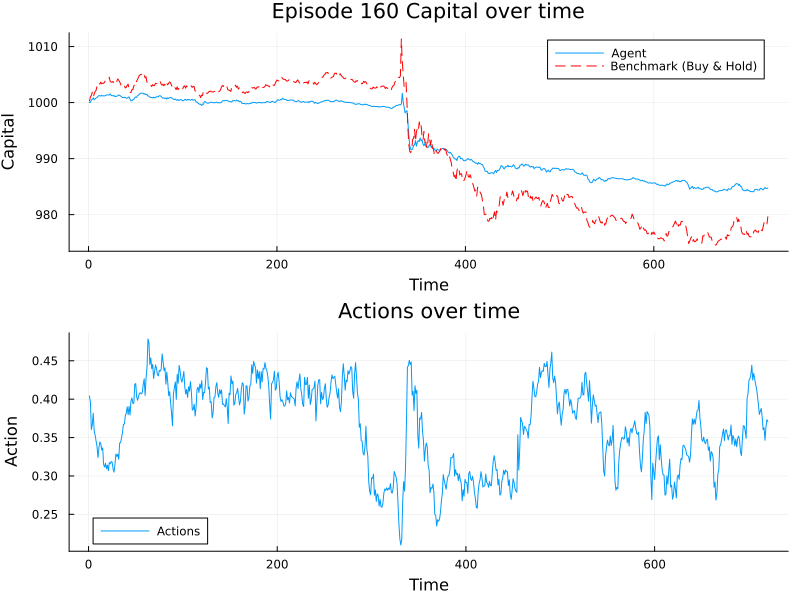 Episode 160 Capital over time
1010
1000
990
980
Capital
Agent
Benchmark (Buy & Hold)
0
200
400
600
Time
Actions over time
0.45
0.40
0.35
0.30
0.25
Action
Actions
0
200
400
600
Time